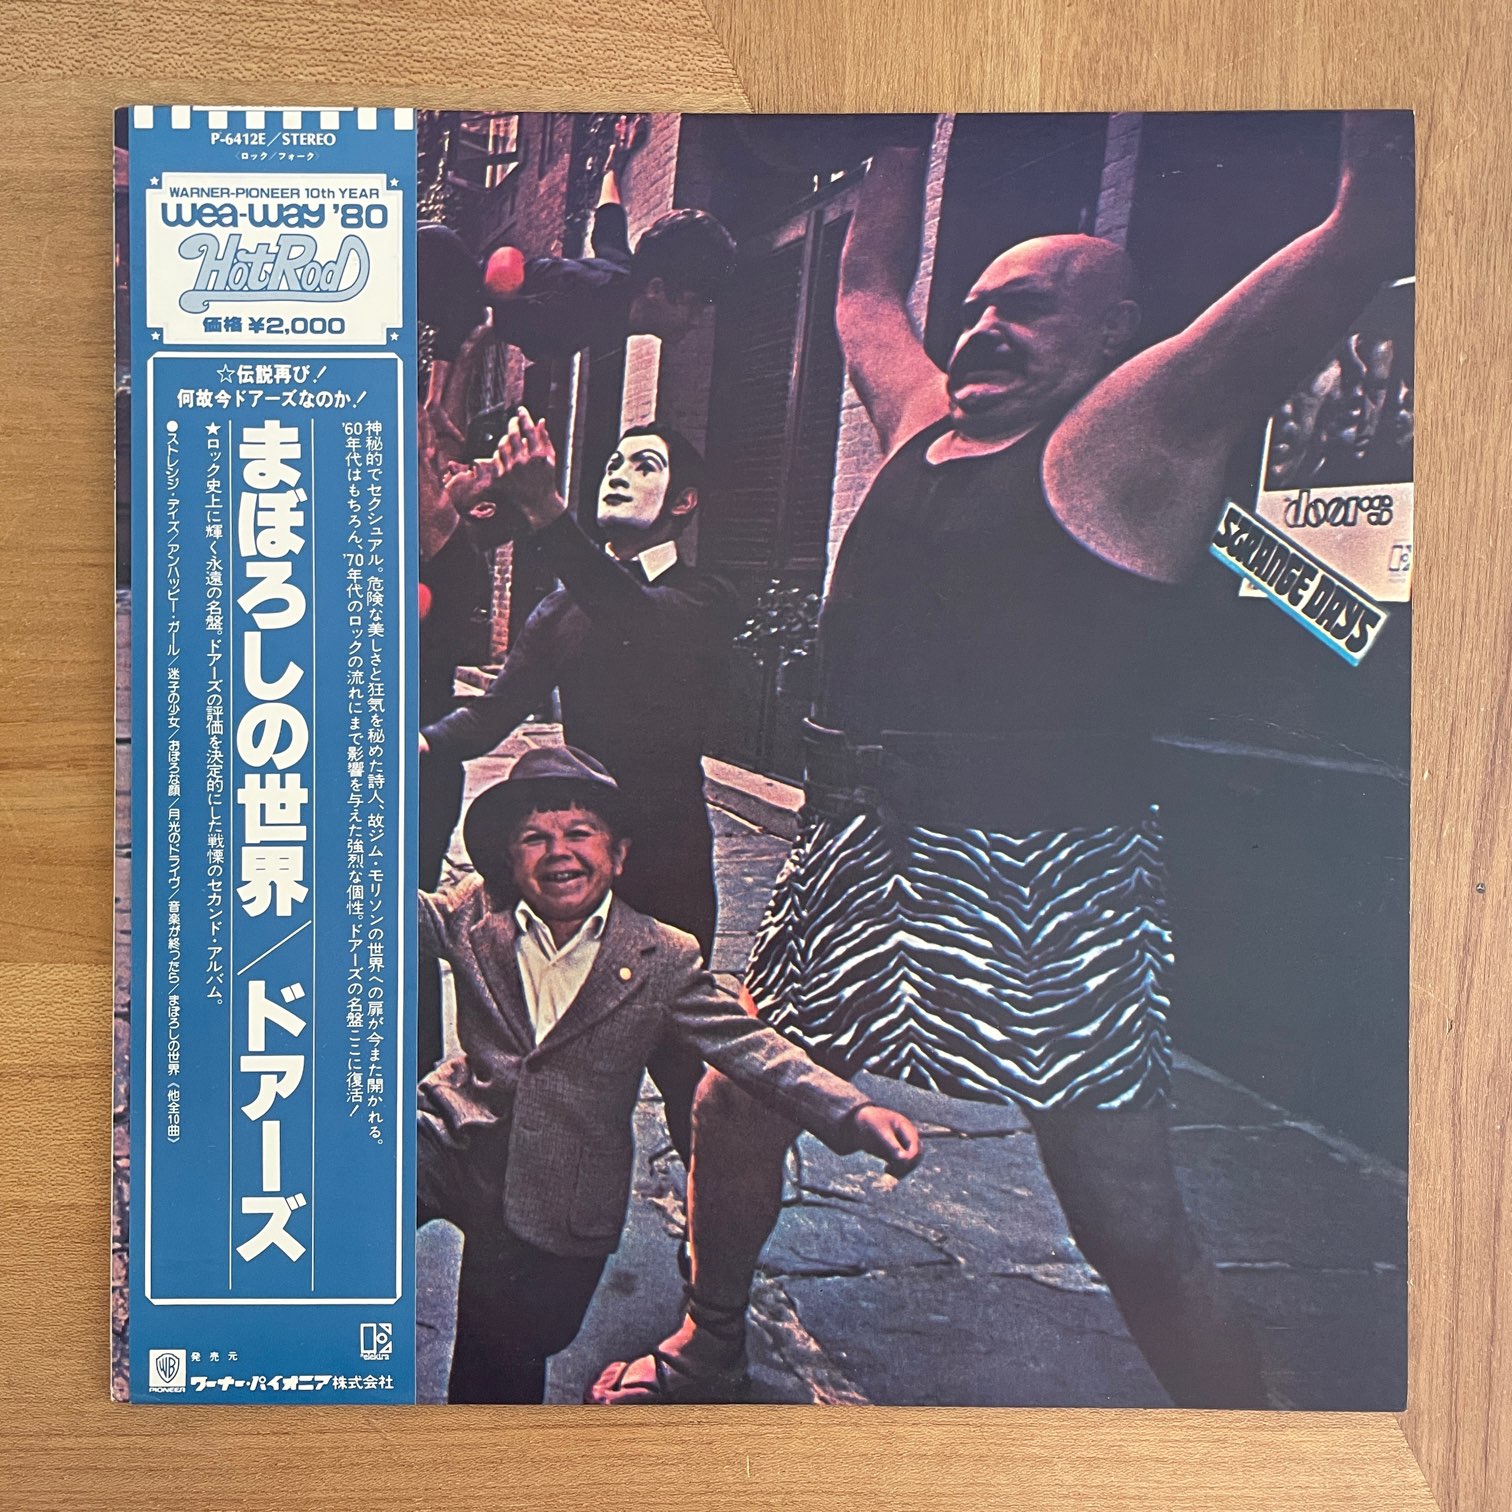 P-6412E／STEREO
〈ロック／フォーク〉
WARNER-PIONEER 10th YEAR
wea-way '80
Hot Rod
価格 ¥2,000
☆伝説再び！
何故今ドアーズなのか！
神秘的でセクシュアル。危険な美しさと狂気を秘めた詩人、故ジム・モリソンの世界への扉が今また開かれる。
'60年代はもちろん、'70年代のロックの流れにまで影響を与えた強烈な個性。ドアーズの名盤ここに復活！
まぼろしの世界／ドアーズ
★ロック史上に輝く永遠の名盤。ドアーズの評価を決定的にした戦慄のセカンド・アルバム。
●ストレンジ・デイズ／アンハッピー・ガール／迷子の少女／おぼろな顔／月光のドライヴ／音楽が終ったら／まぼろしの世界《他全10曲》
elektra
WB
PIONEER
発売元
ワーナー・パイオニア株式会社
doors
STRANGE DAYS